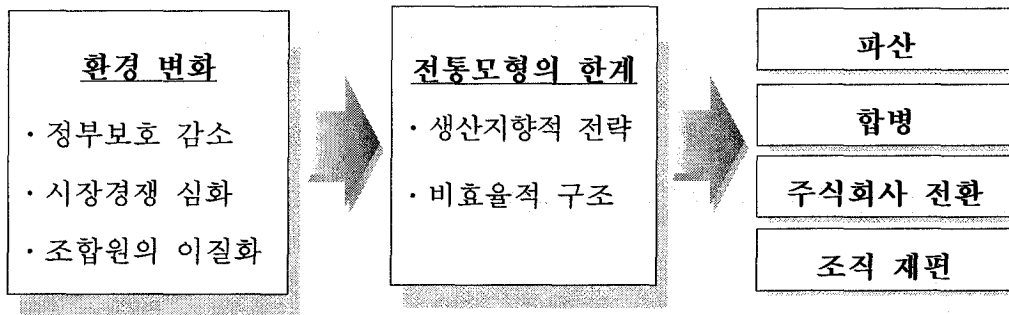 환경 변화
· 정부보호 감소
· 시장경쟁 심화
· 조합원의 이질화
전통모형의 한계
· 생산지향적 전략
· 비효율적 구조
파산
합병
주식회사 전환
조직 재편